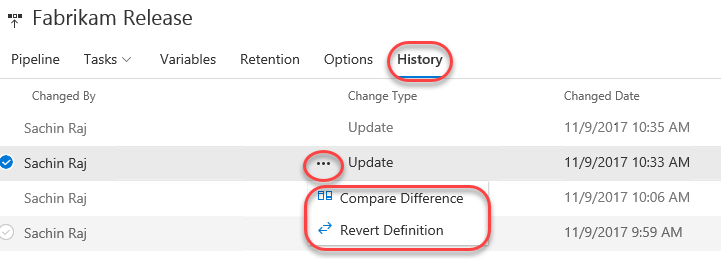 Fabrikam Release
Pipeline Tasks Variables Retention Options History
Changed By Change Type Changed Date
Sachin Raj Update 11/9/2017 10:35 AM
Sachin Raj ... Update 11/9/2017 10:33 AM
Sachin Raj 11/9/2017 10:06 AM
Compare Difference
Sachin Raj 11/9/2017 9:59 AM
Revert Definition